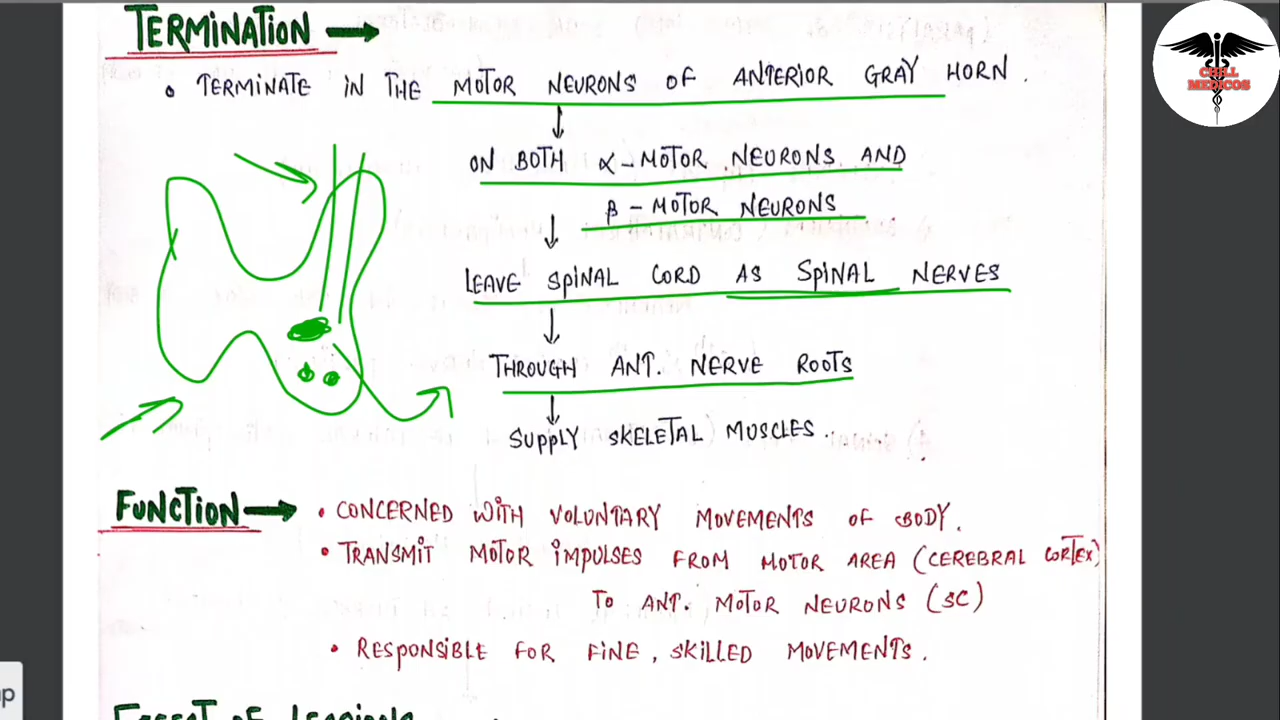 TERMINATION →
• TERMINATE IN THE MOTOR NEURONS OF ANTERIOR GRAY HORN.
ON BOTH α-MOTOR NEURONS AND
β-MOTOR NEURONS
LEAVE SPINAL CORD AS SPINAL NERVES
THROUGH ANT. NERVE ROOTS
SUPPLY SKELETAL MUSCLES.
FUNCTION → • CONCERNED WITH VOLUNTARY MOVEMENTS OF BODY.
• TRANSMIT MOTOR IMPULSES FROM MOTOR AREA (CEREBRAL CORTEX)
TO ANT. MOTOR NEURONS (SC)
• RESPONSIBLE FOR FINE, SKILLED MOVEMENTS.
CHILL
MEDICOS